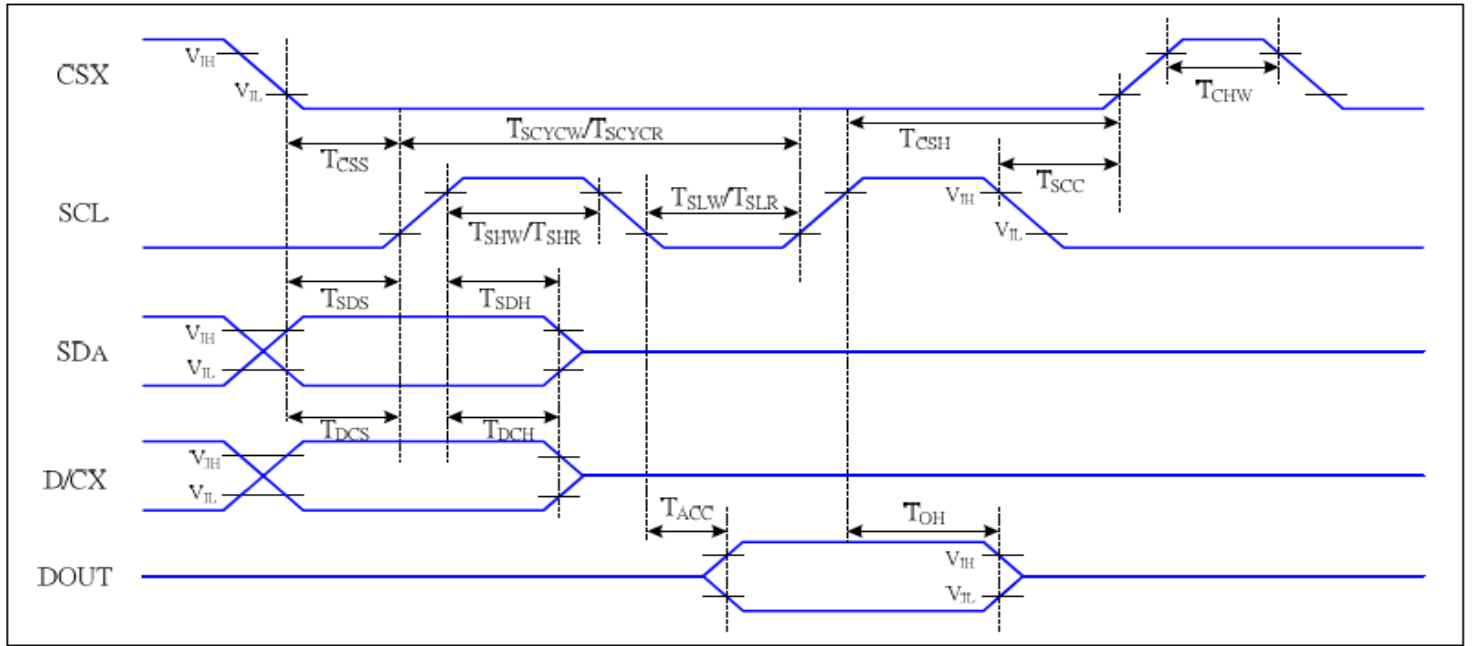 CSX
VIH
VIL
TCHW
TSCYCW/TSCYCR
TCSS
TCSH
TSCC
SCL
TSLW/TSLR
VIH
TSHW/TSHR
VIL
TSDS
TSDH
SDA
VIH
VIL
TDCS
TDCH
D/CX
VIH
VIL
TACC
TOH
DOUT
VIH
VIL